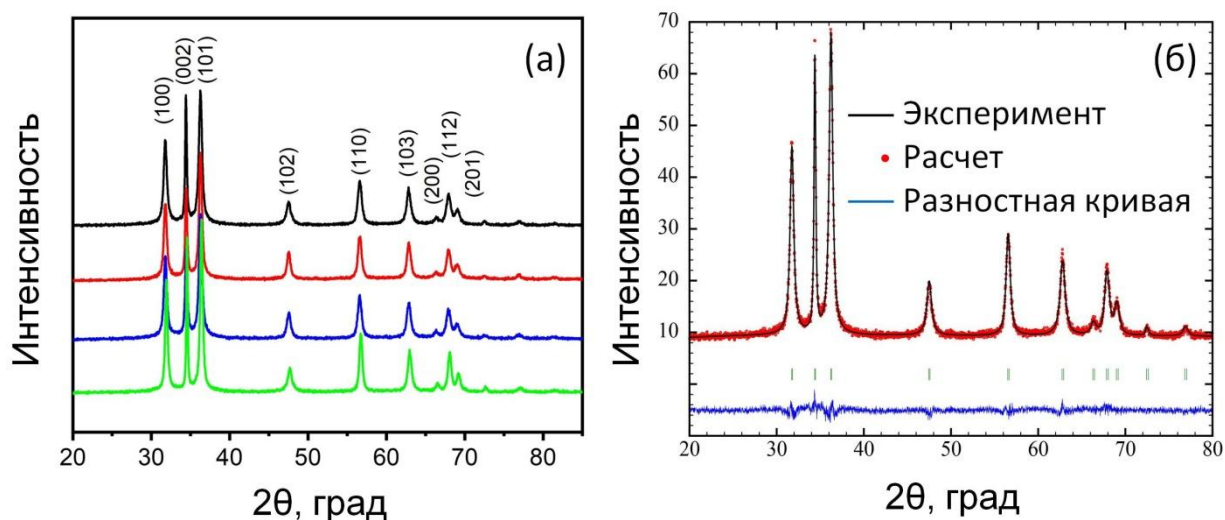 (а)
(100)
(002)
(101)
(102)
(110)
(103)
(200)
(112)
(201)
Интенсивность
20 30 40 50 60 70 80
2θ, град
(б)
70
60
50
40
30
20
10
Эксперимент
Расчет
Разностная кривая
Интенсивность
20 30 40 50 60 70 80
2θ, град